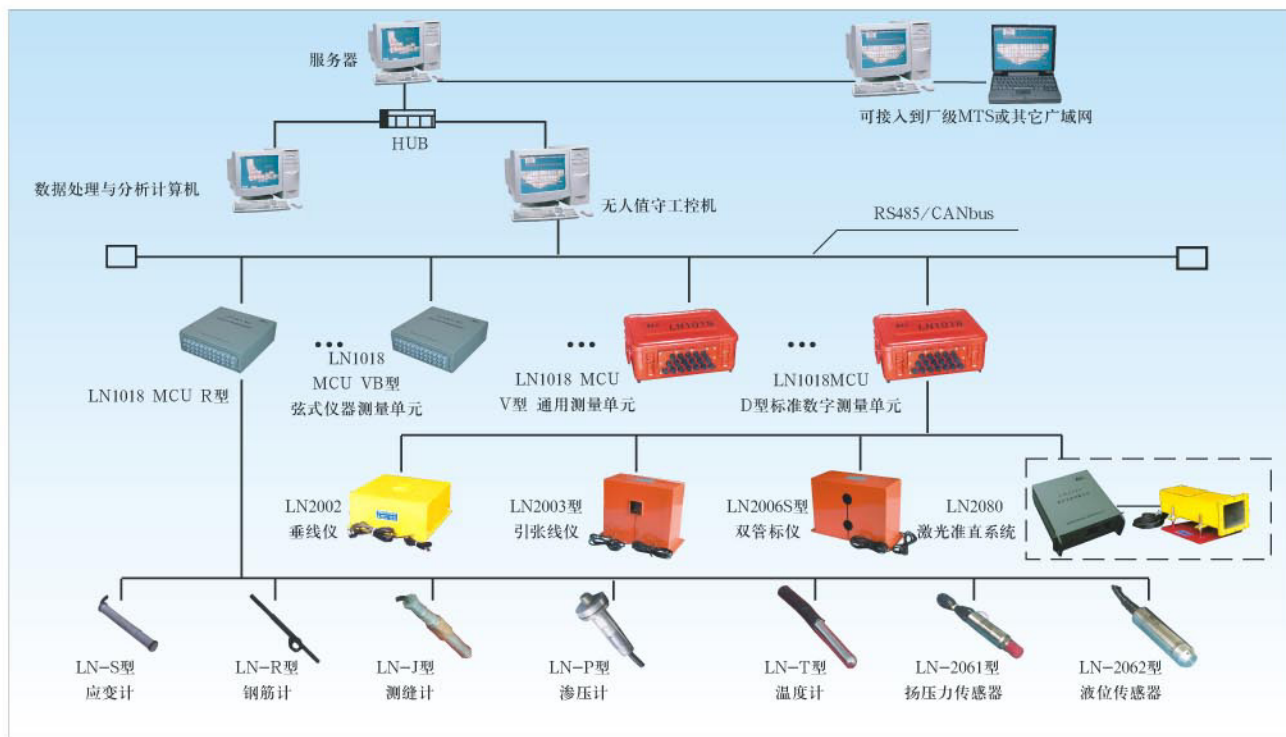 服务器
可接入到厂级MTS或其它广域网
HUB
数据处理与分析计算机
无人值守工控机
RS485/CANbus
LN1018
LN1018
LN1018 MCU R型
LN1018
MCU VB型
弦式仪器测量单元
LN1018 MCU
V型 通用测量单元
LN1018MCU
D型标准数字测量单元
LN2002
垂线仪
LN2003型
引张线仪
LN2006S型
双管标仪
LN2080
激光准直系统
LN-S型
应变计
LN-R型
钢筋计
LN-J型
测缝计
LN-P型
渗压计
LN-T型
温度计
LN-2061型
扬压力传感器
LN-2062型
液位传感器